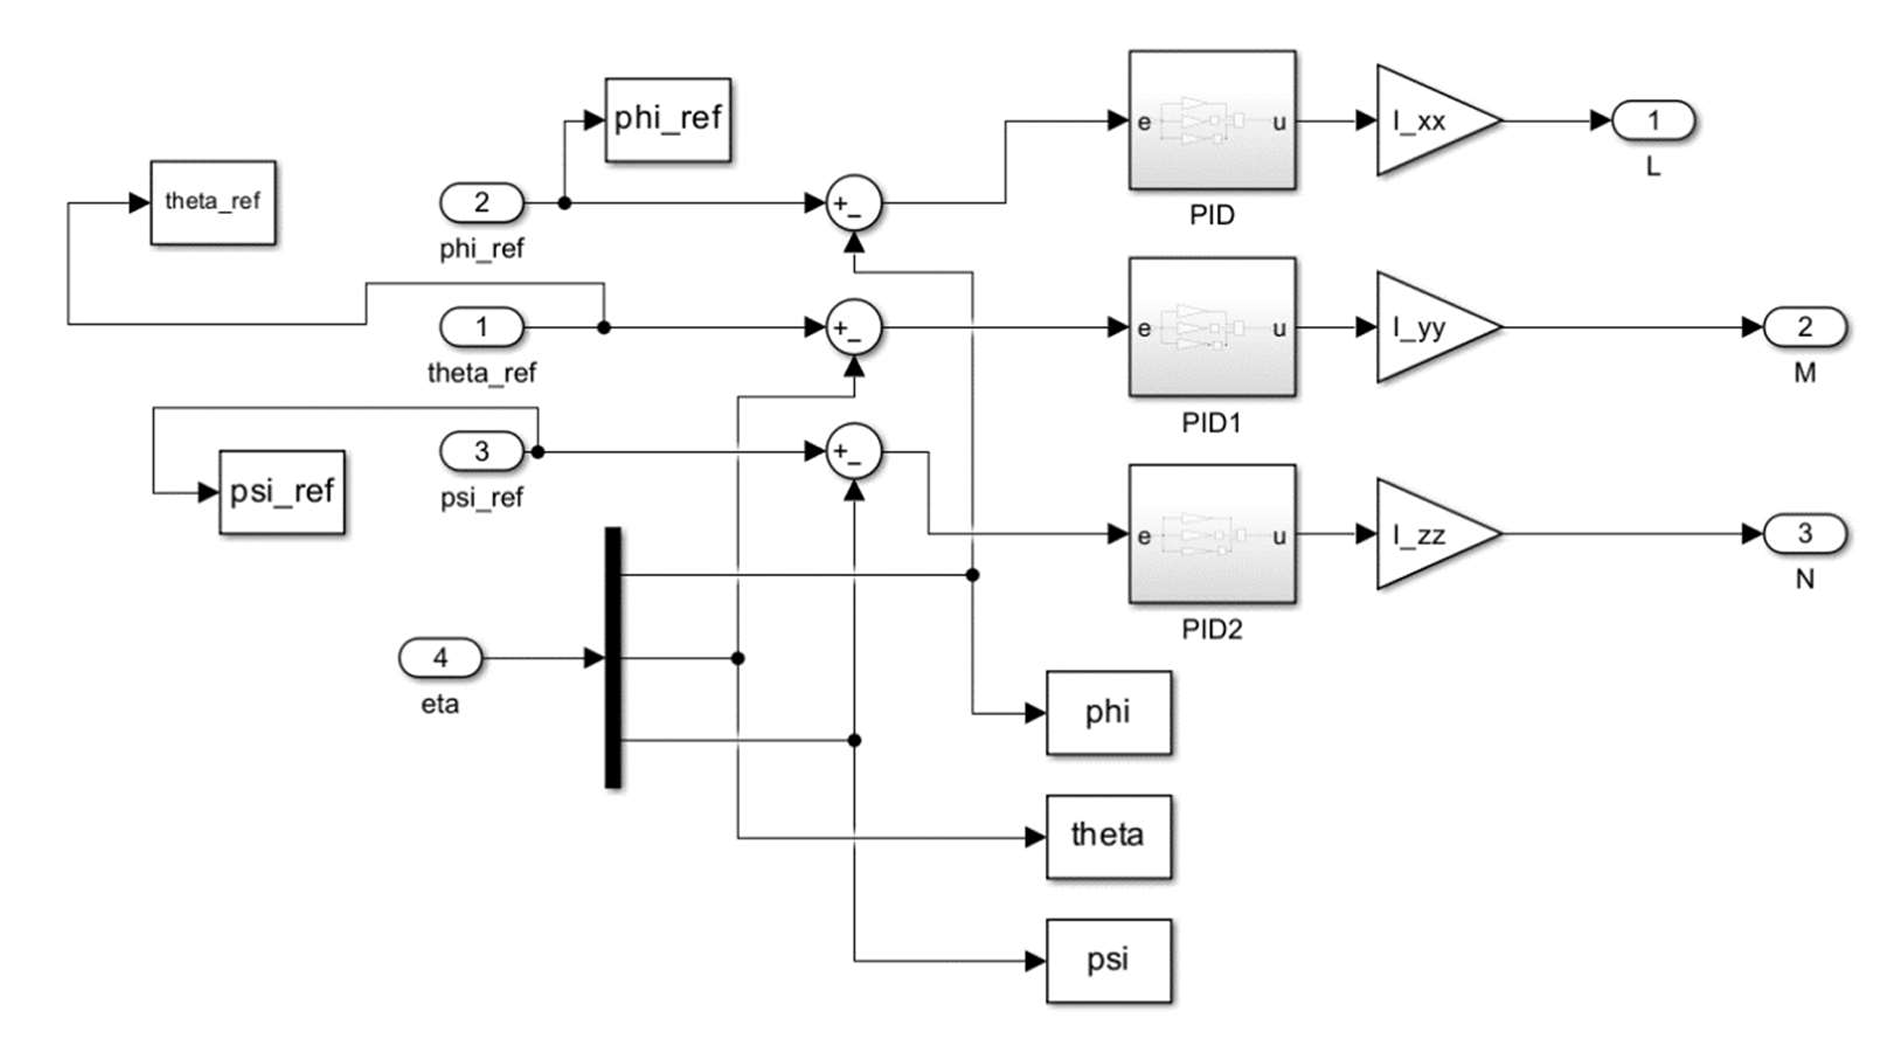 phi_ref
theta_ref
2
phi_ref
+_
e
u
PID
I_xx
1
L
1
theta_ref
+_
e
u
PID1
I_yy
2
M
psi_ref
3
psi_ref
+_
e
u
PID2
I_zz
3
N
4
eta
phi
theta
psi